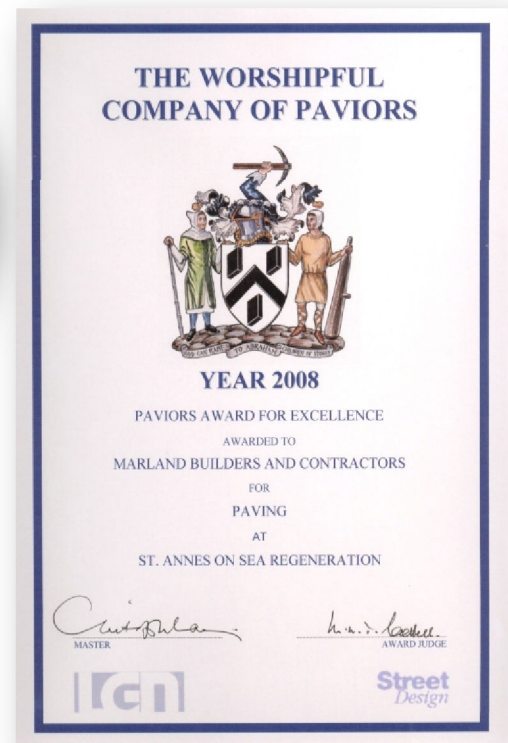 THE WORSHIPFUL
COMPANY OF PAVIORS
YEAR 2008
PAVIORS AWARD FOR EXCELLENCE
AWARDED TO
MARLAND BUILDERS AND CONTRACTORS
FOR
PAVING
AT
ST. ANNES ON SEA REGENERATION
MASTER
AWARD JUDGE
lcn
Street
Design